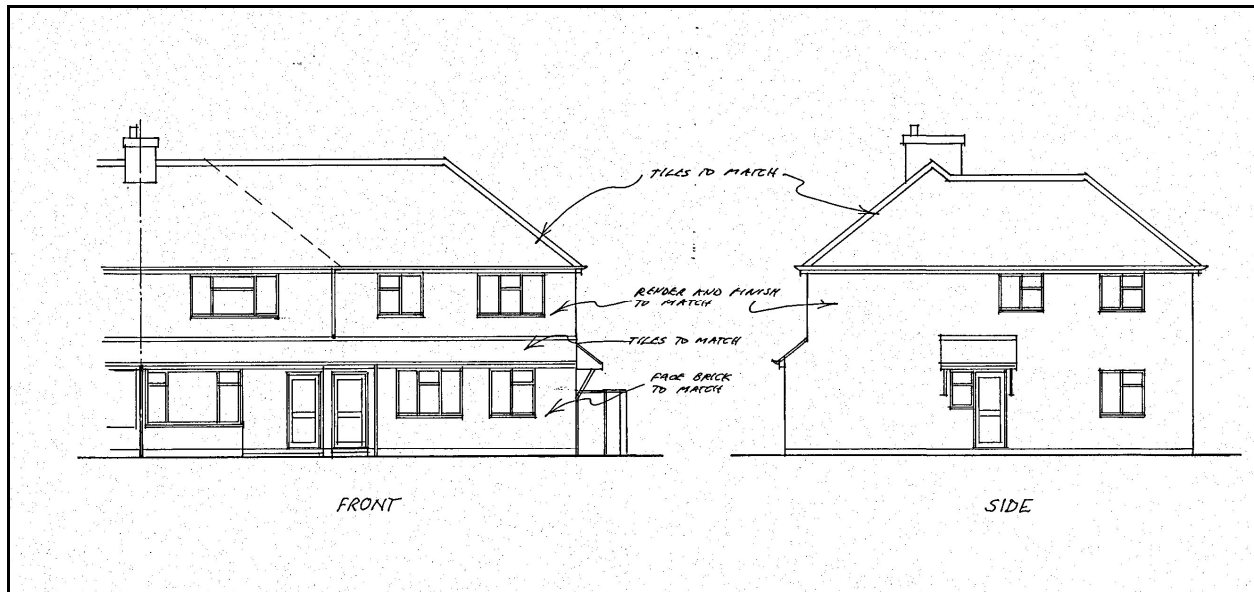 TILES TO MATCH
RENDER AND FINISH
TO MATCH
TILES TO MATCH
FACE BRICK
TO MATCH
FRONT
SIDE